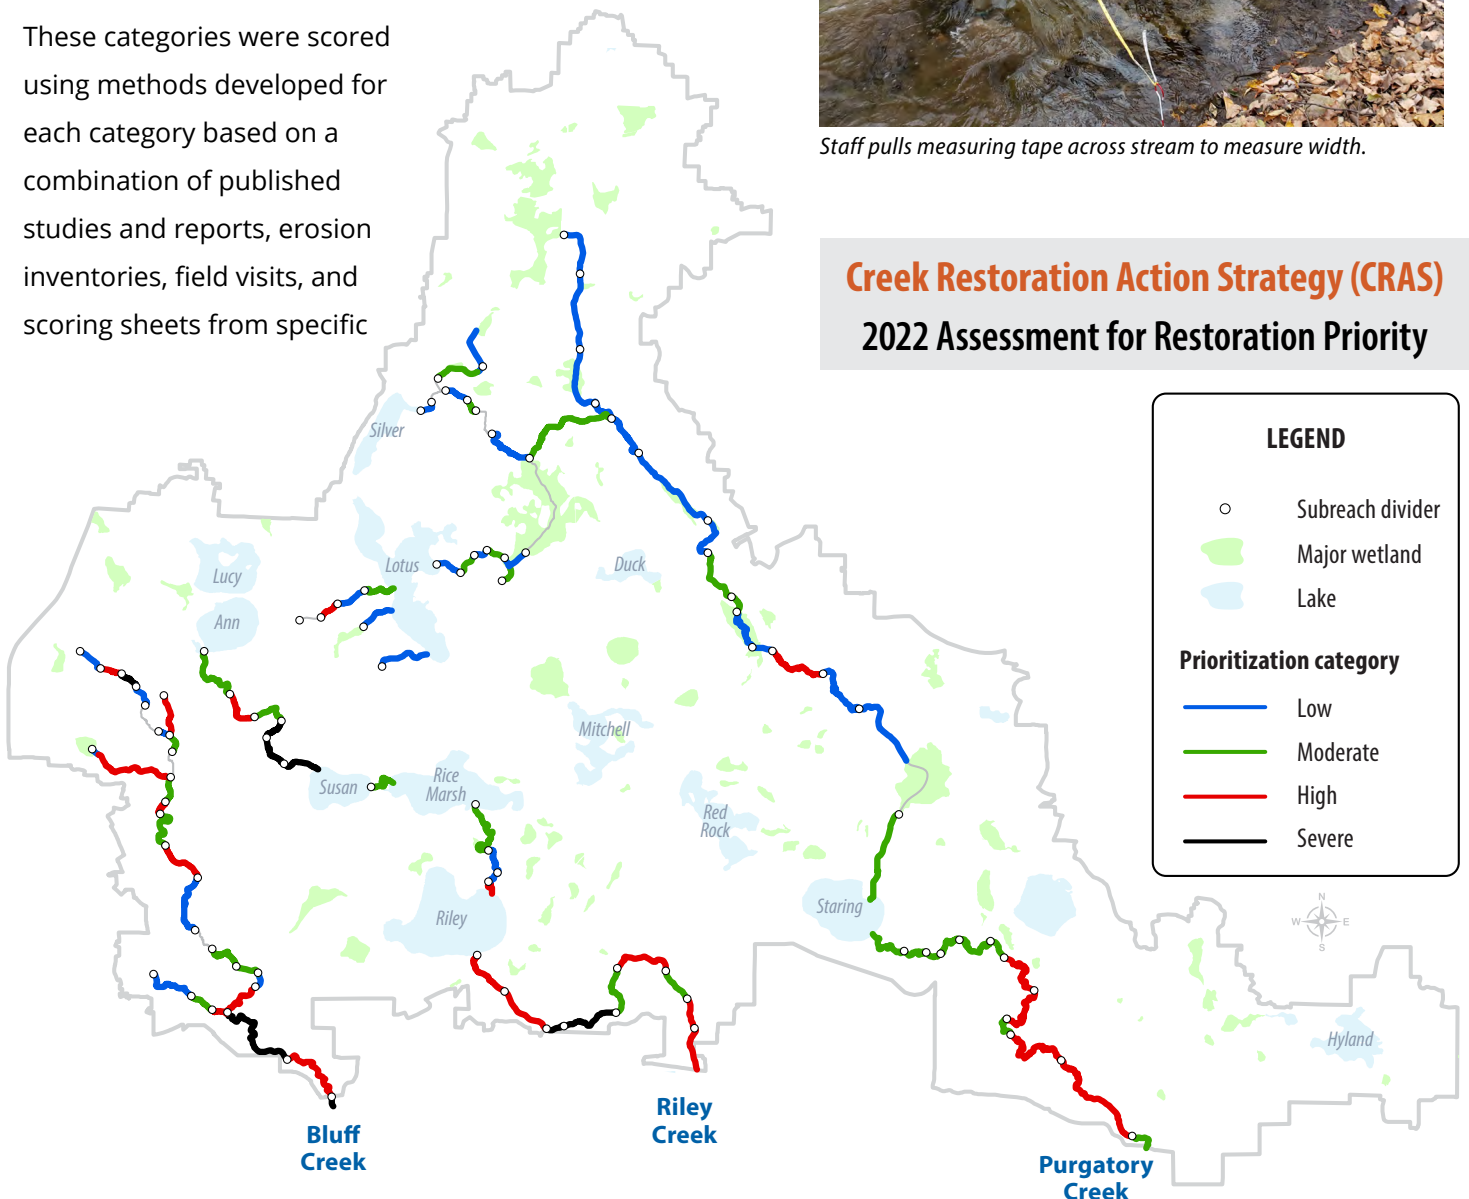 These categories were scored
using methods developed for
each category based on a
combination of published
studies and reports, erosion
inventories, field visits, and
scoring sheets from specific
Staff pulls measuring tape across stream to measure width.
Creek Restoration Action Strategy (CRAS)
2022 Assessment for Restoration Priority
LEGEND
Subreach divider
Major wetland
Lake
Prioritization category
Low
Moderate
High
Severe
N
W E
S
Silver
Lotus
Duck
Lucy
Ann
Mitchell
Susan
Rice
Marsh
Red
Rock
Riley
Staring
Hyland
Bluff
Creek
Riley
Creek
Purgatory
Creek